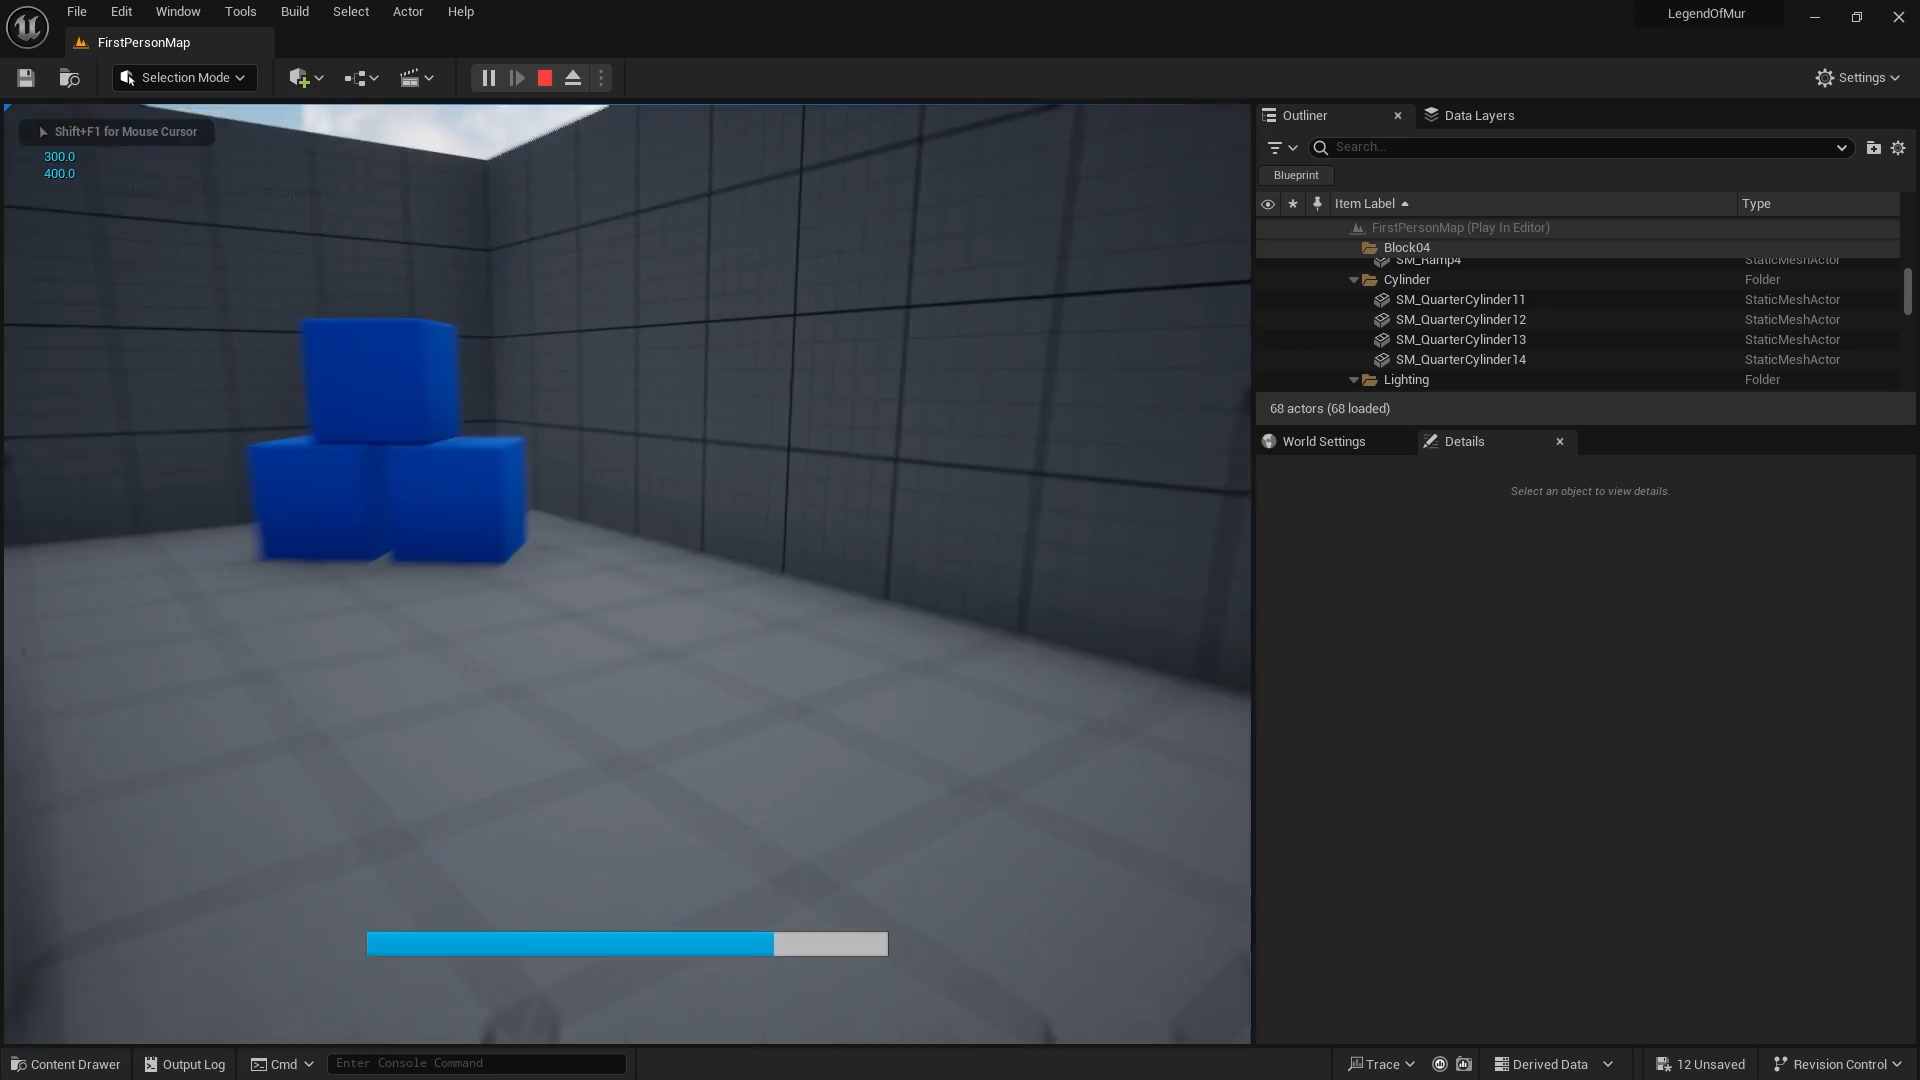 File Edit Window Tools Build Select Actor Help
LegendOfMur
FirstPersonMap
Selection Mode
Settings
Shift+F1 for Mouse Cursor
300.0
400.0
Outliner
Data Layers
Search...
Blueprint
Item Label
Type
FirstPersonMap (Play In Editor)
Block04
SM_Ramp4 StaticMeshActor
Cylinder Folder
SM_QuarterCylinder11 StaticMeshActor
SM_QuarterCylinder12 StaticMeshActor
SM_QuarterCylinder13 StaticMeshActor
SM_QuarterCylinder14 StaticMeshActor
Lighting Folder
68 actors (68 loaded)
World Settings
Details
Select an object to view details.
Content Drawer
Output Log
Cmd
Enter Console Command
Trace
Derived Data
12 Unsaved
Revision Control